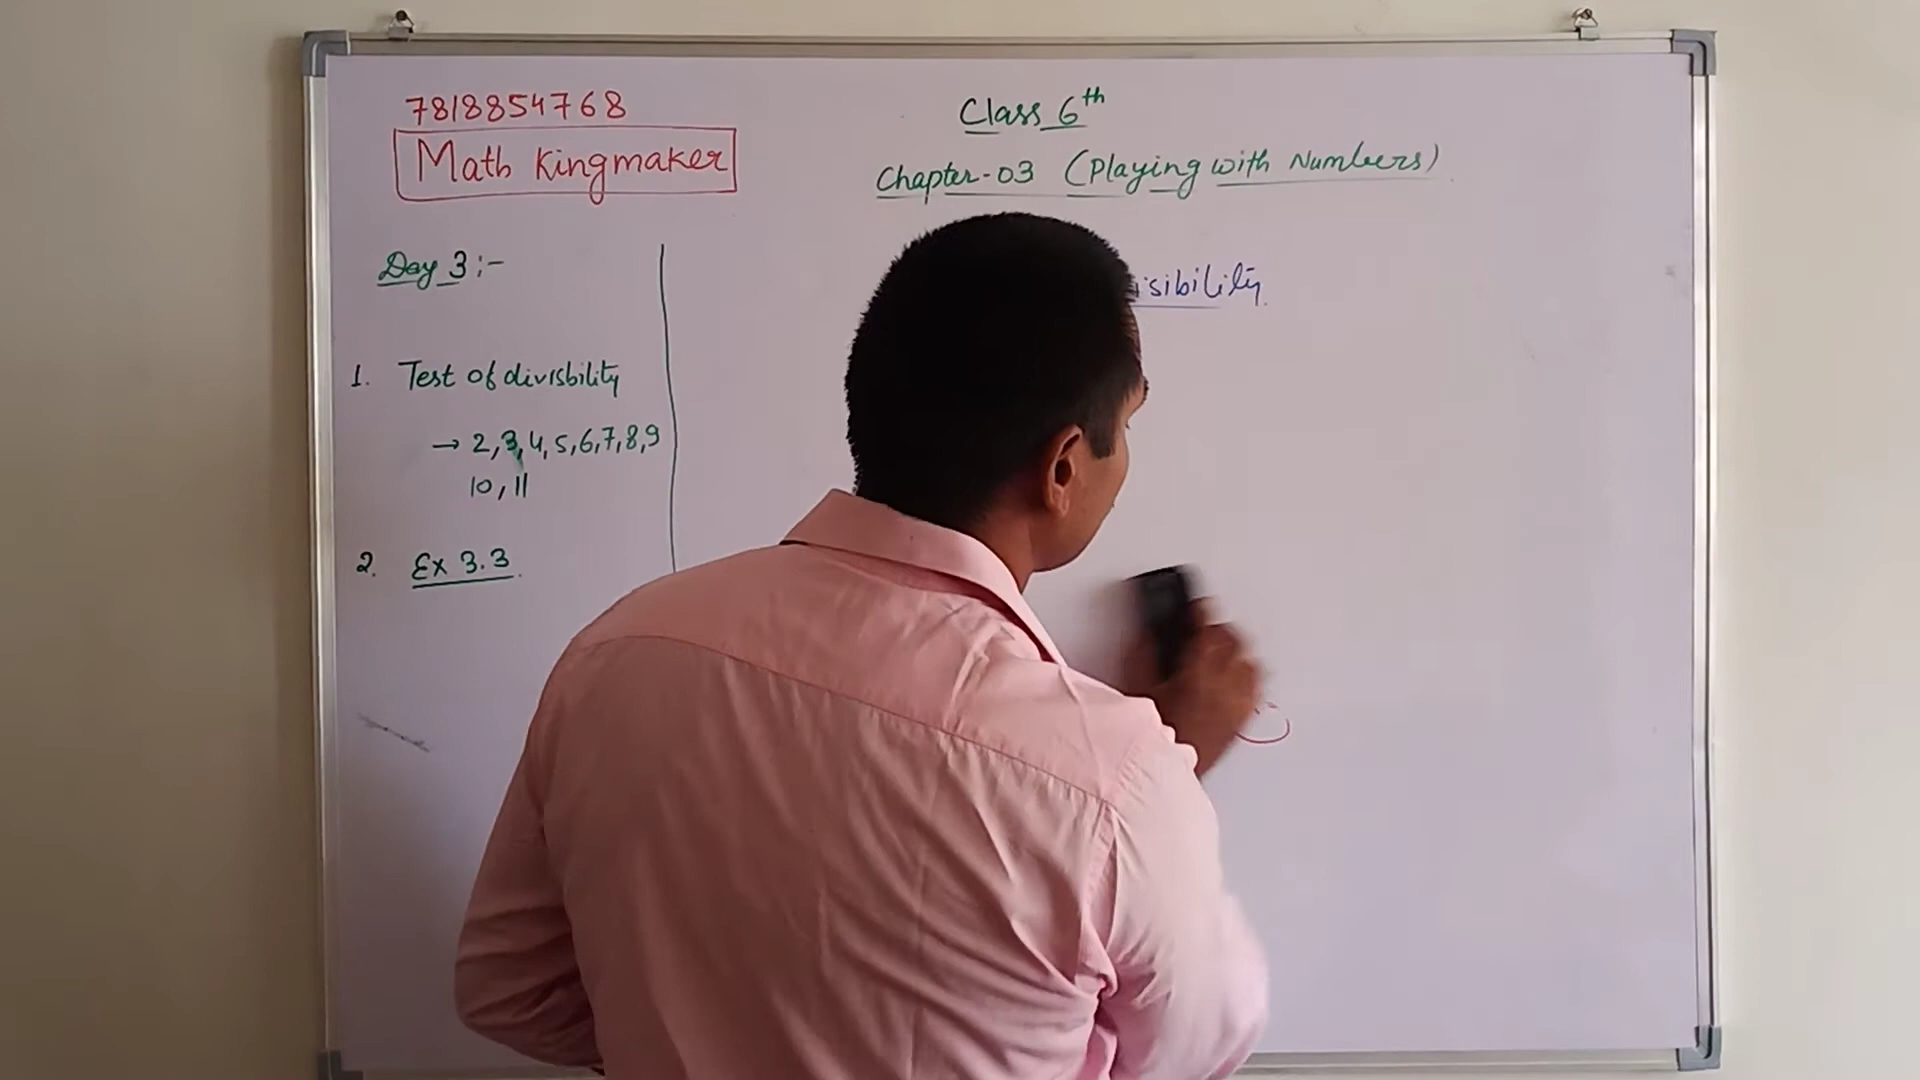 7818854768
Math Kingmaker
Class 6th
Chapter-03 (Playing with Numbers)
Day 3:-
isibility
1. Test of divisbility
→ 2,3,4,5,6,7,8,9
10,11
2. Ex 3.3